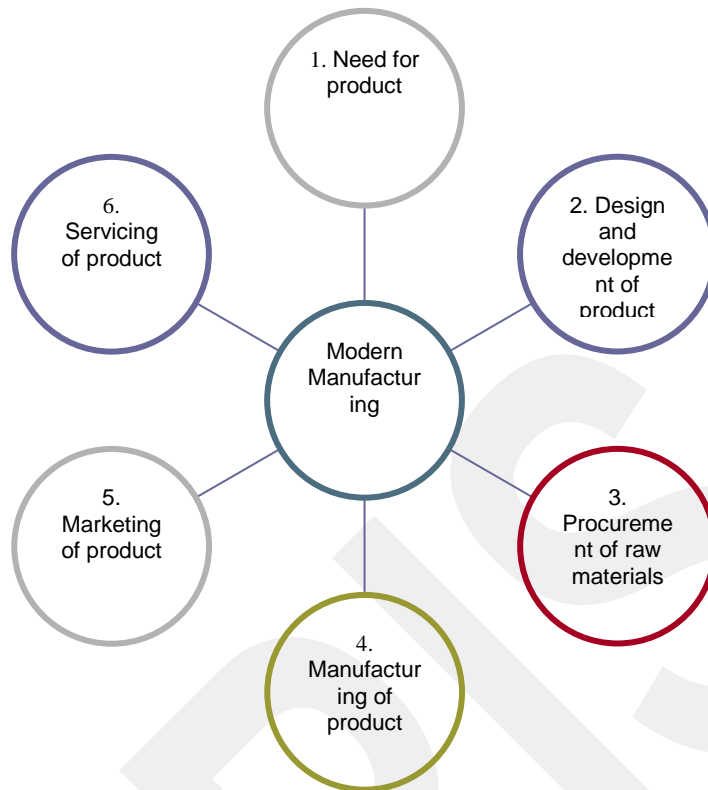 1. Need for
product
2. Design
and
developme
nt of
product
3.
Procureme
nt of raw
materials
4.
Manufactur
ing of
product
5.
Marketing
of product
6.
Servicing
of product
Modern
Manufactur
ing